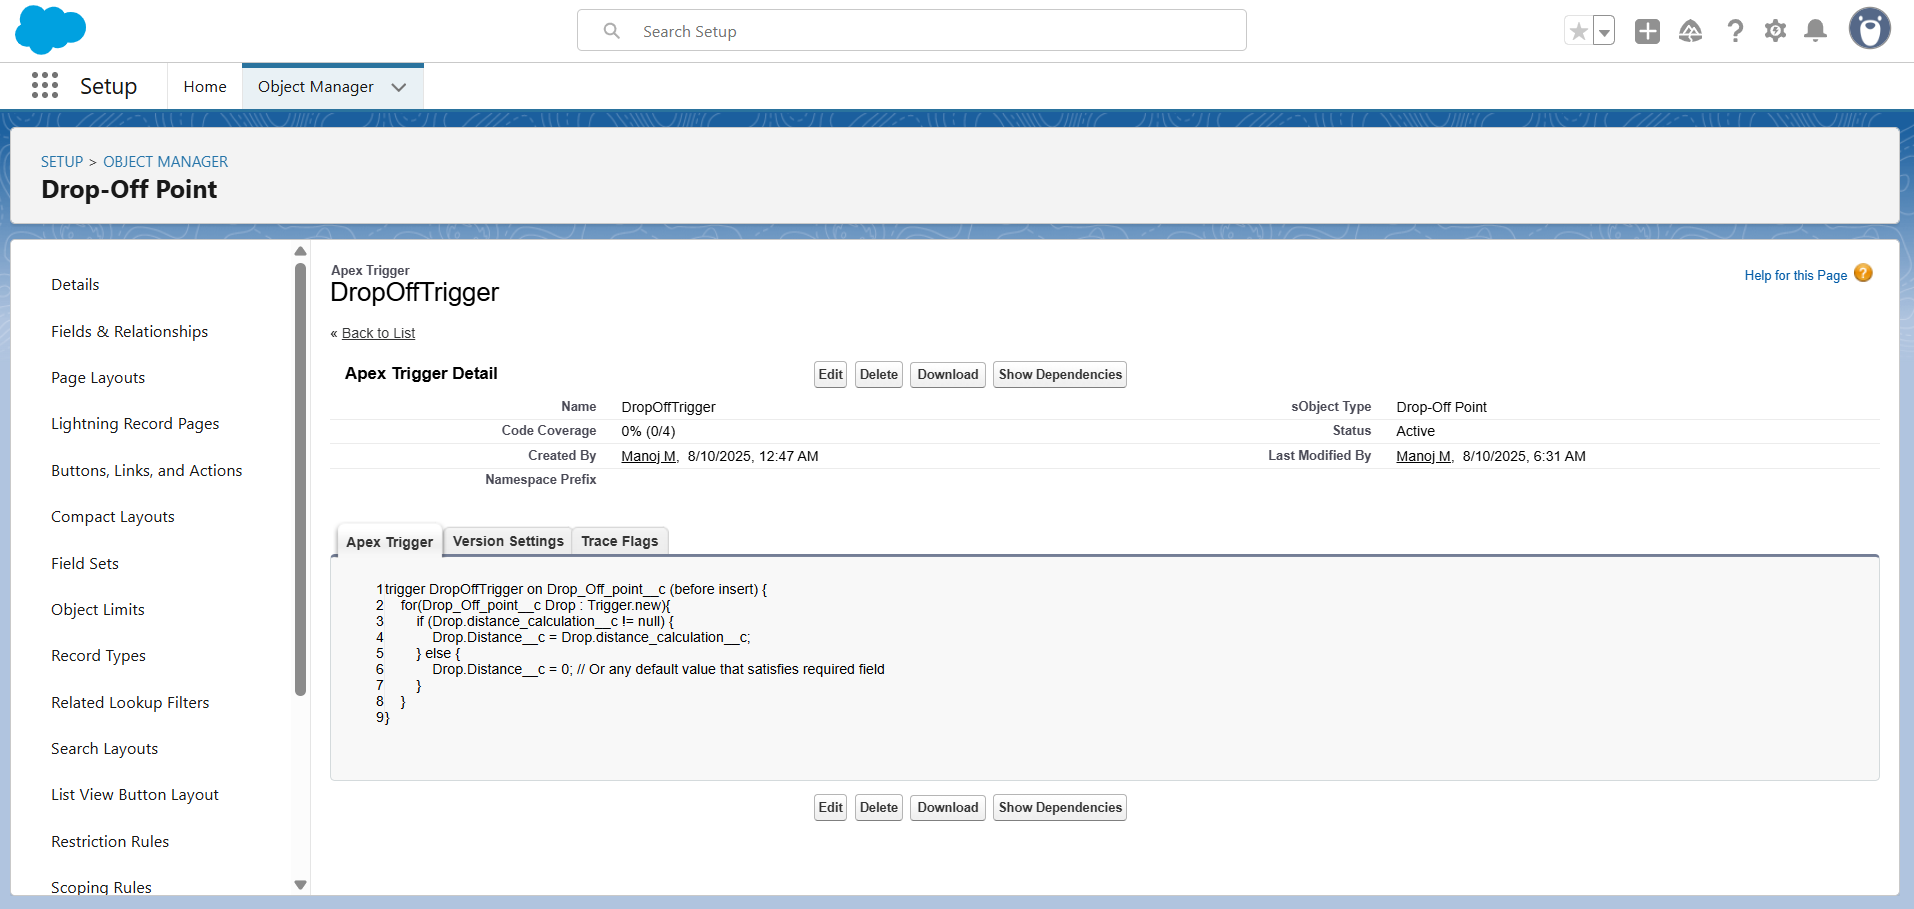 Search Setup
Setup
Home
Object Manager
SETUP > OBJECT MANAGER
Drop-Off Point
Details
Fields & Relationships
Page Layouts
Lightning Record Pages
Buttons, Links, and Actions
Compact Layouts
Field Sets
Object Limits
Record Types
Related Lookup Filters
Search Layouts
List View Button Layout
Restriction Rules
Scoping Rules
Apex Trigger
DropOffTrigger
Help for this Page ?
« Back to List
Apex Trigger Detail
Edit Delete Download Show Dependencies
Name DropOffTrigger sObject Type Drop-Off Point
Code Coverage 0% (0/4) Status Active
Created By Manoj M, 8/10/2025, 12:47 AM Last Modified By Manoj M, 8/10/2025, 6:31 AM
Namespace Prefix
Apex Trigger Version Settings Trace Flags
1 trigger DropOffTrigger on Drop_Off_point__c (before insert) {
2 for(Drop_Off_point__c Drop : Trigger.new){
3 if (Drop.distance_calculation__c != null) {
4 Drop.Distance__c = Drop.distance_calculation__c;
5 } else {
6 Drop.Distance__c = 0; // Or any default value that satisfies required field
7 }
8 }
9 }
Edit Delete Download Show Dependencies